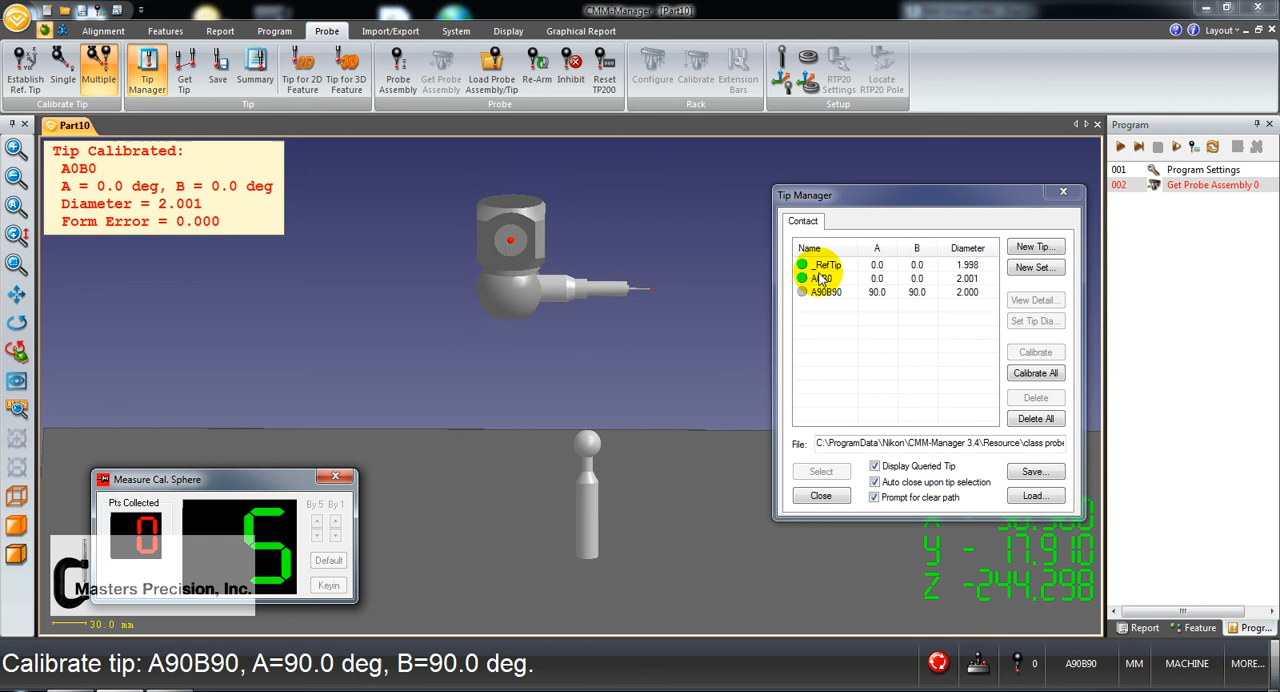 CMM-Manager - [Part10]
Alignment Features Report Program Probe Import/Export System Display Graphical Report Layout
Establish Ref. Tip Single Multiple Tip Manager Get Tip Save Summary Tip for 2D Feature Tip for 3D Feature Probe Assembly Get Probe Assembly Load Probe Assembly/Tip Re-Arm Inhibit Reset TP200 Configure Calibrate Extension Bars RTP20 Settings Locate RTP20 Pole
Calibrate Tip Tip Probe Rack Setup
Part10
Program
Tip Calibrated:
A0B0
A = 0.0 deg, B = 0.0 deg
Diameter = 2.001
Form Error = 0.000
001 Program Settings
002 Get Probe Assembly 0
Tip Manager
Contact
Name A B Diameter
_RefTip 0.0 0.0 1.998
0.0 0.0 2.001
A90B90 90.0 90.0 2.000
New Tip...
New Set...
View Detail...
Set Tip Dia...
Calibrate
Calibrate All
Delete
Delete All
File: C:\ProgramData\Nikon\CMM-Manager 3.4\Resource\class probe
Select
Display Queried Tip
Save...
Auto close upon tip selection
Close
Prompt for clear path
Load...
Measure Cal. Sphere
Pts Collected
0
5
By 5 By 1
Default
Keyin
Masters Precision, Inc.
30.0 mm
Y - 17.910
Z -244.298
Report Feature Progr...
Calibrate tip: A90B90, A=90.0 deg, B=90.0 deg.
0 A90B90 MM MACHINE MORE...